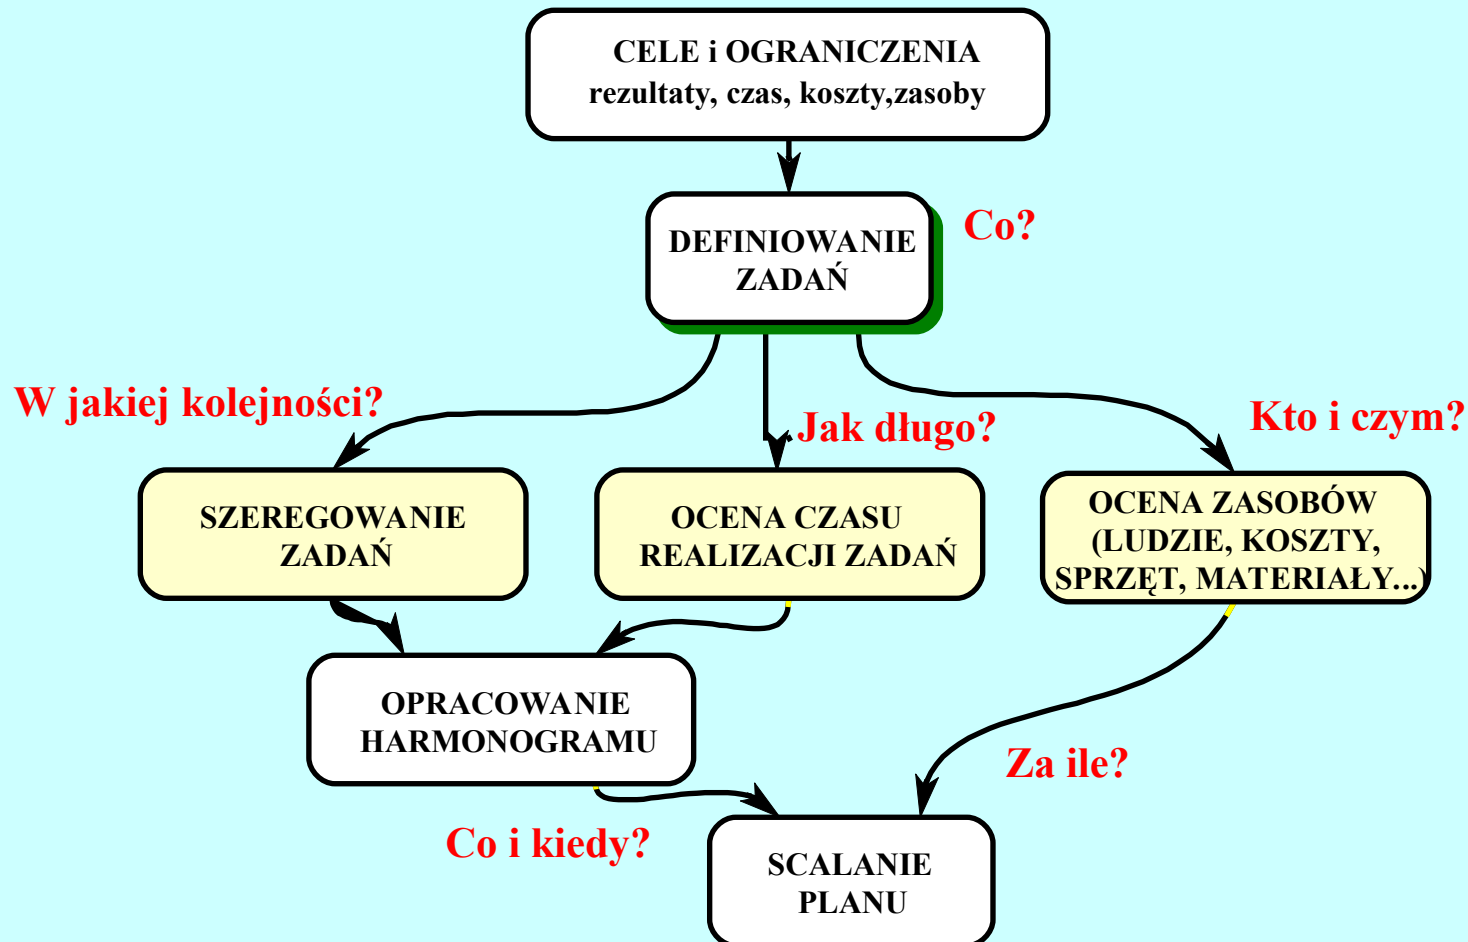 CELE i OGRANICZENIA
rezultaty, czas, koszty,zasoby
Co?
DEFINIOWANIE
ZADAŃ
W jakiej kolejności?
Jak długo?
Kto i czym?
SZEREGOWANIE
ZADAŃ
OCENA CZASU
REALIZACJI ZADAŃ
OCENA ZASOBÓW
(LUDZIE, KOSZTY,
SPRZĘT, MATERIAŁY...)
OPRACOWANIE
HARMONOGRAMU
Za ile?
Co i kiedy?
SCALANIE
PLANU